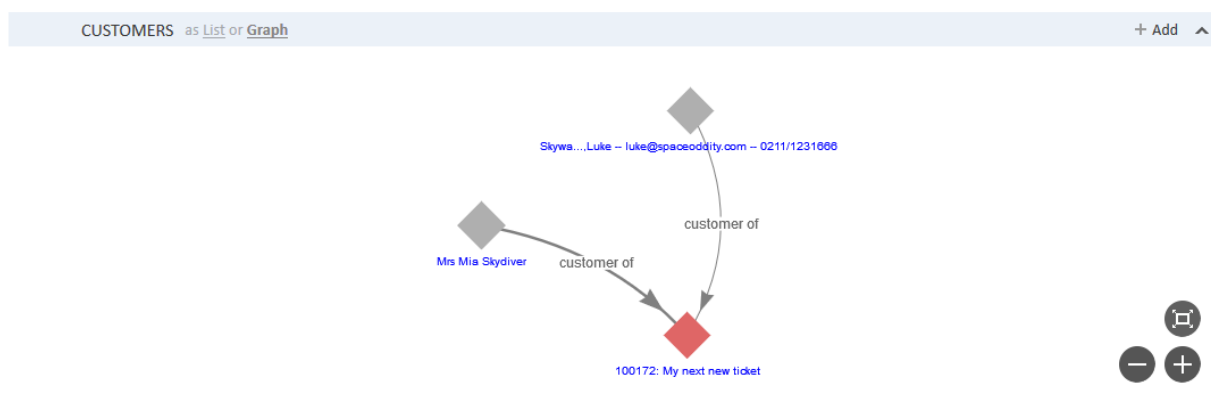 CUSTOMERS as List or Graph
+ Add
Skywa...,Luke -- luke@spaceoddity.com -- 0211/1231666
customer of
Mrs Mia Skydiver
customer of
100172: My next new ticket